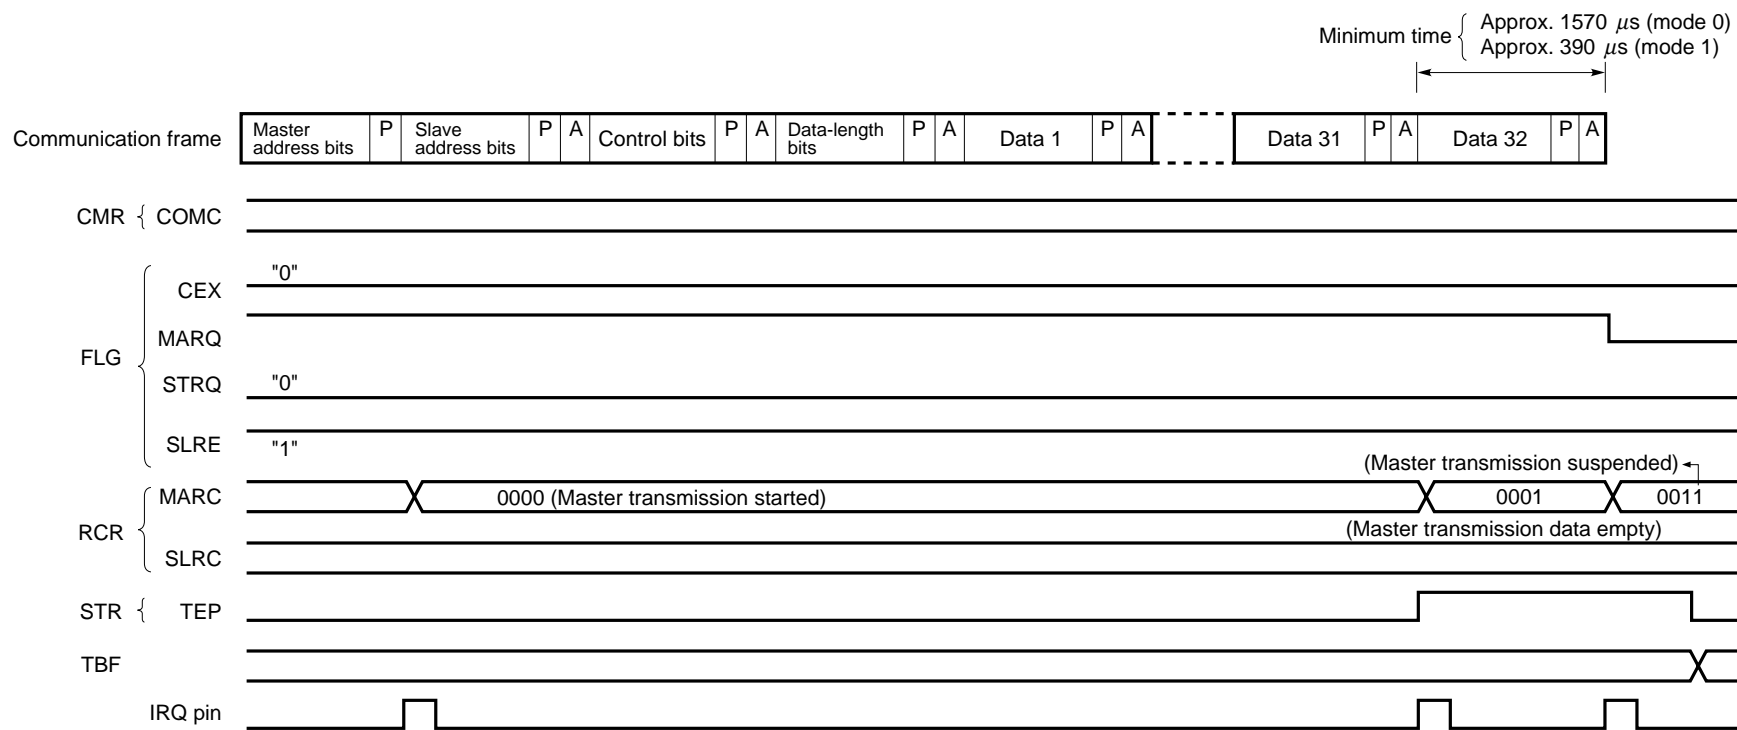 Minimum time { Approx. 1570 μs (mode 0)
Approx. 390 μs (mode 1)
Communication frame
Master address bits P Slave address bits P A Control bits P A Data-length bits P A Data 1 P A Data 31 P A Data 32 P A
CMR { COMC
FLG {
CEX "0"
MARQ
STRQ "0"
SLRE "1"
(Master transmission suspended)
RCR {
MARC 0000 (Master transmission started) 0001 0011
(Master transmission data empty)
SLRC
STR { TEP
TBF
IRQ pin